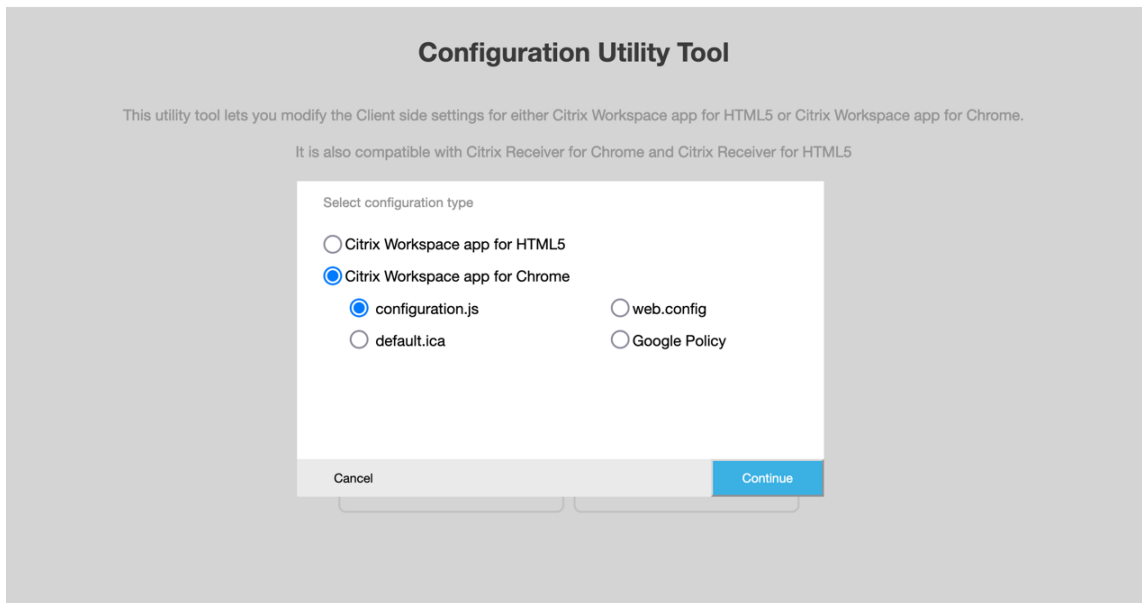 Configuration Utility Tool
This utility tool lets you modify the Client side settings for either Citrix Workspace app for HTML5 or Citrix Workspace app for Chrome.
It is also compatible with Citrix Receiver for Chrome and Citrix Receiver for HTML5
Select configuration type
Citrix Workspace app for HTML5
Citrix Workspace app for Chrome
configuration.js web.config
default.ica Google Policy
Cancel Continue